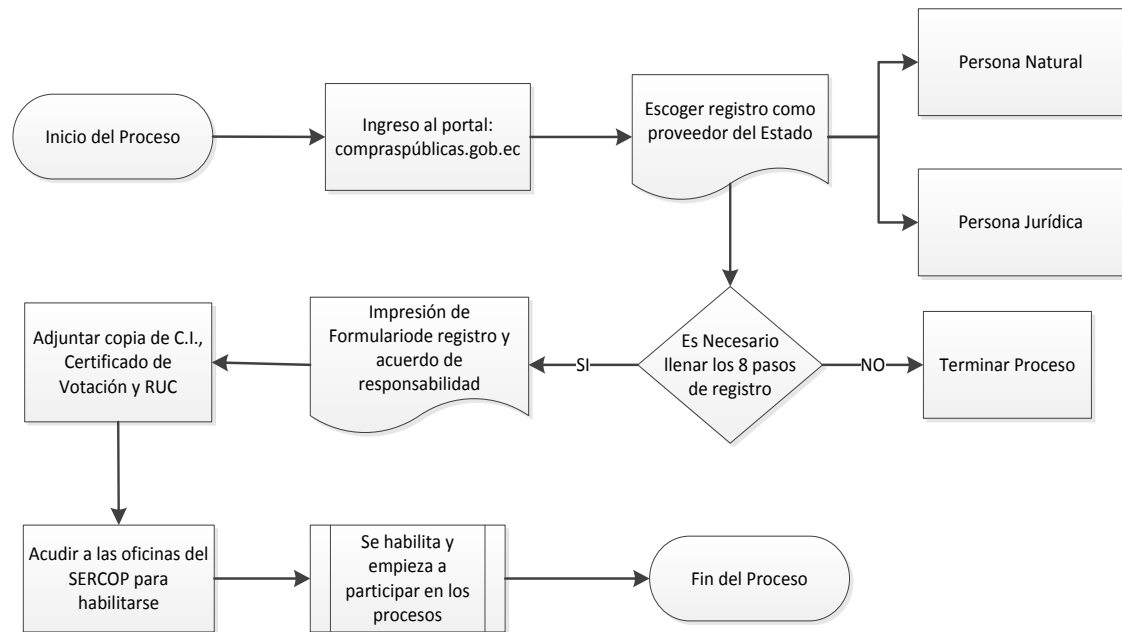 Inicio del Proceso
Ingreso al portal:
compraspúblicas.gob.ec
Escoger registro como
proveedor del Estado
Persona Natural
Persona Jurídica
Es Necesario
llenar los 8 pasos
de registro
NO
Terminar Proceso
SI
Impresión de
Formulariode registro y
acuerdo de
responsabilidad
Adjuntar copia de C.I.,
Certificado de
Votación y RUC
Acudir a las oficinas del
SERCOP para
habilitarse
Se habilita y
empieza a
participar en los
procesos
Fin del Proceso